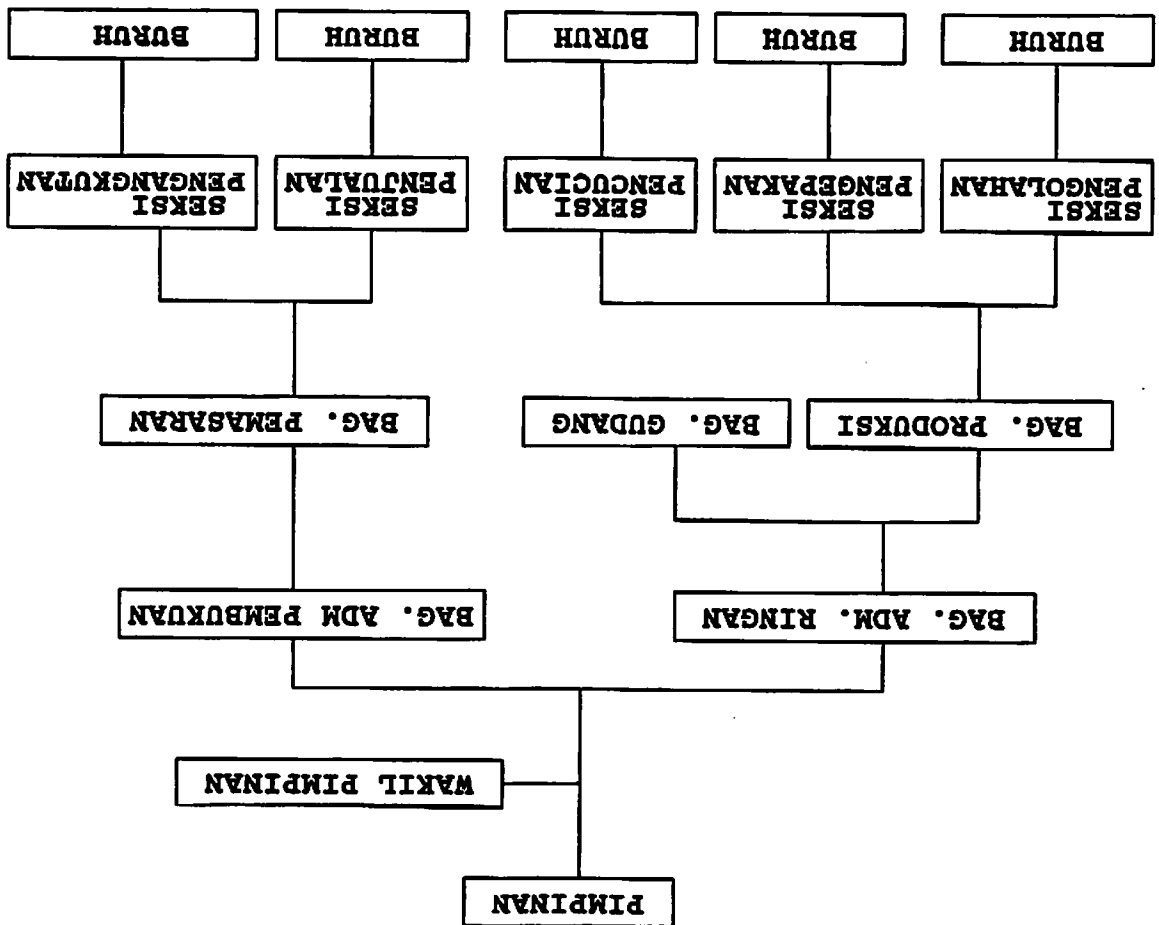 PIMPINAN
WAKIL PIMPINAN
BAG. ADM. RINGAN
BAG. ADM PEMBUKUAN
BAG. PRODUKSI
BAG. GUDANG
BAG. PEMASARAN
SEKSI
PENGOLAHAN
SEKSI
PENGEPAKAN
SEKSI
PENCUCIAN
SEKSI
PENJUALAN
SEKSI
PENGANGKUTAN
BURUH
BURUH
BURUH
BURUH
BURUH